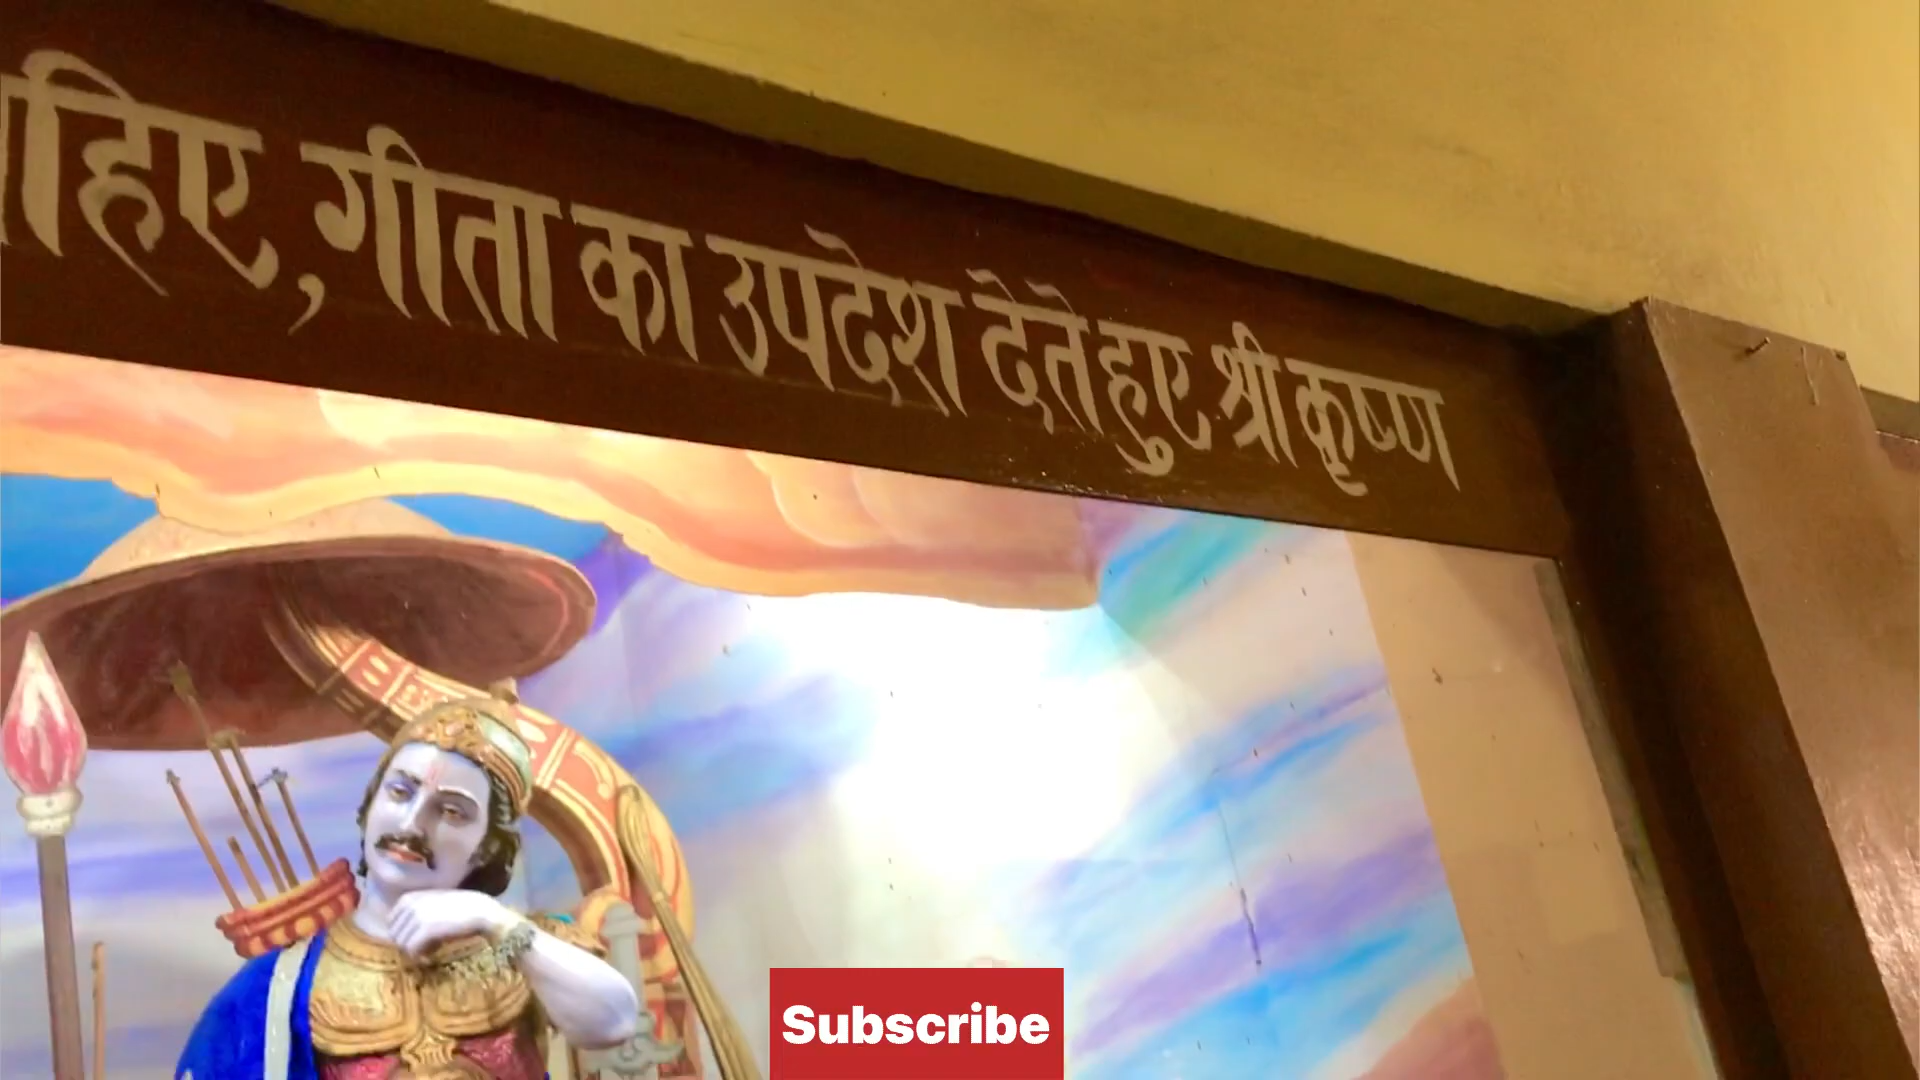 गीता का उपदेश देते हुए श्री कृष्ण
Subscribe